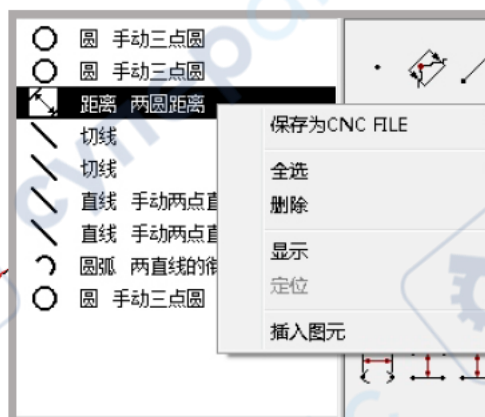 圆 手动三点圆
圆 手动三点圆
距离 两圆距离
切线
切线
直线 手动两点直
直线 手动两点直
圆弧 两直线的
圆 手动三点圆
保存为CNC FILE
全选
删除
显示
定位
插入图元